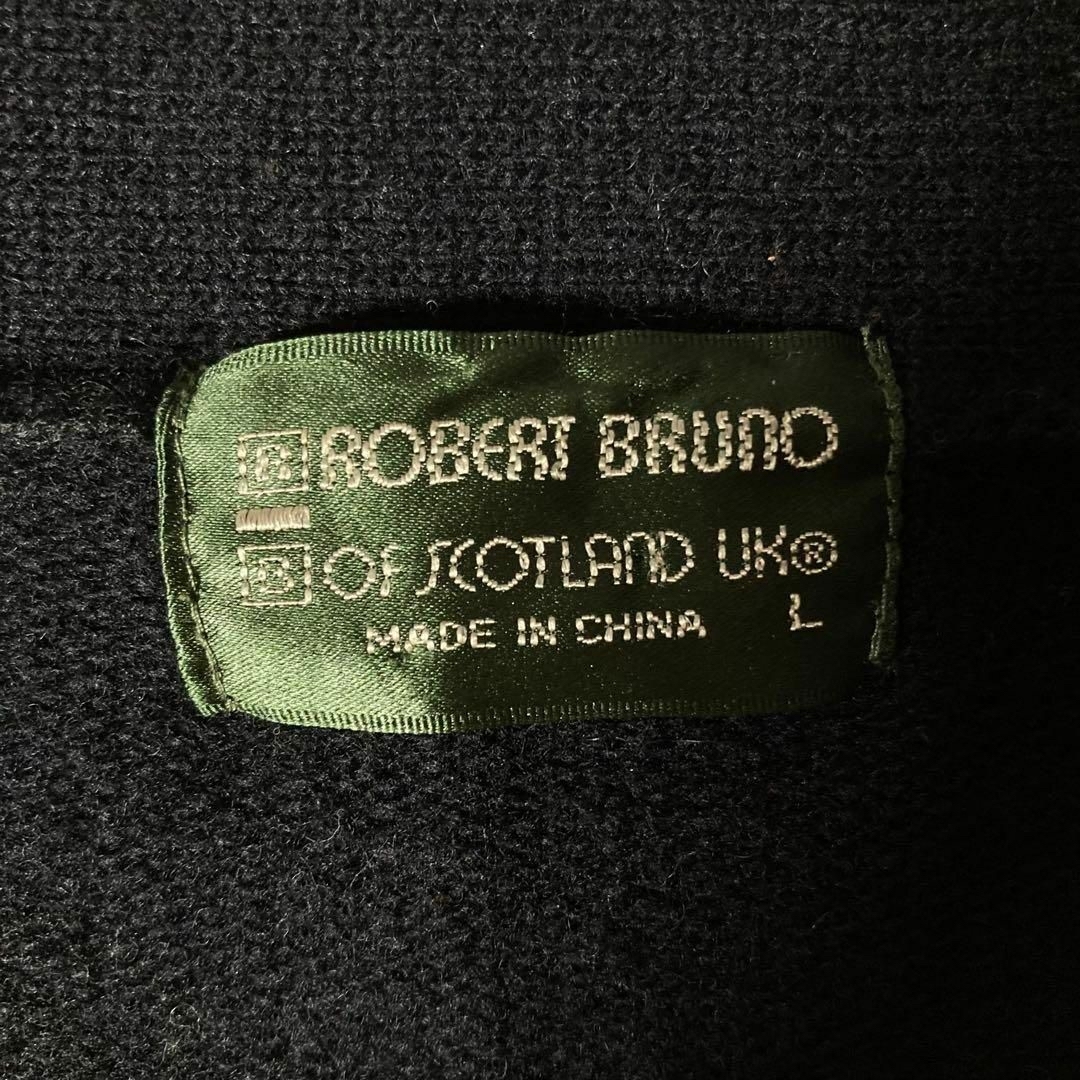 R ROBERT BRUNO
B OF SCOTLAND UK®
MADE IN CHINA L